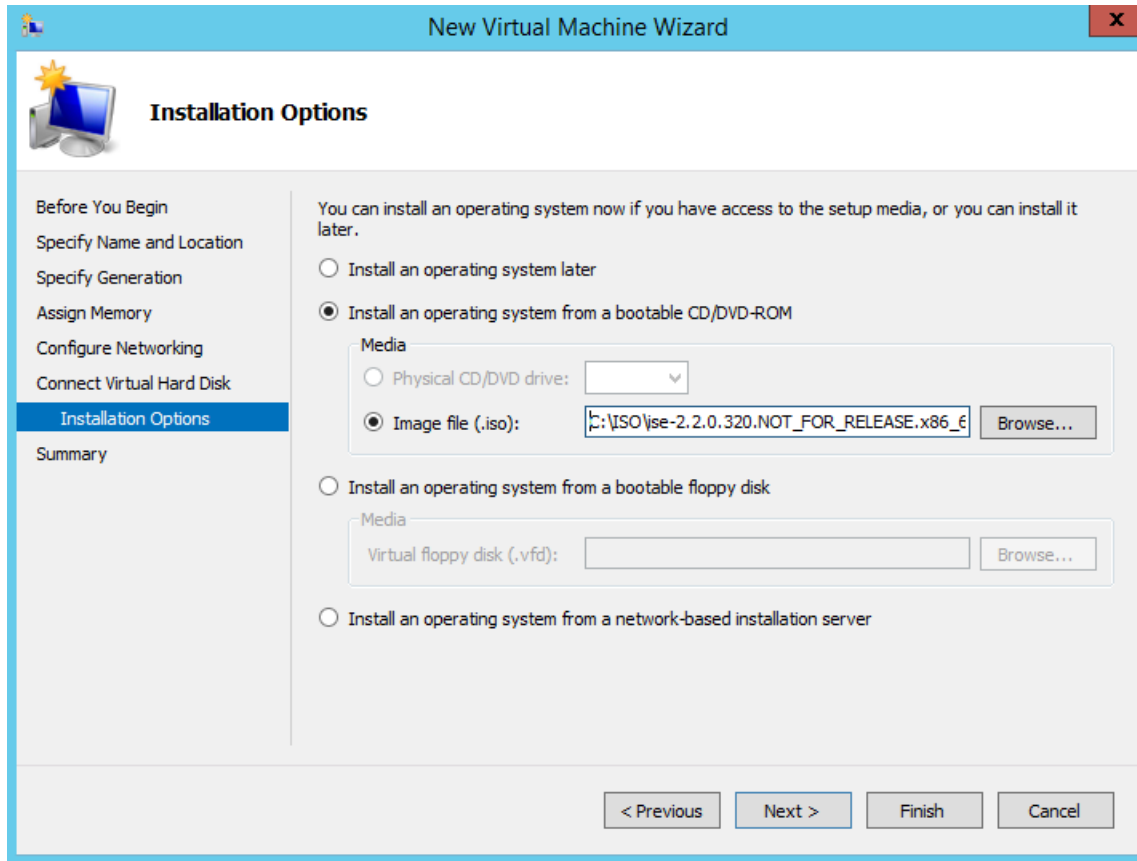 New Virtual Machine Wizard
x
Installation Options
Before You Begin
Specify Name and Location
Specify Generation
Assign Memory
Configure Networking
Connect Virtual Hard Disk
Installation Options
Summary
You can install an operating system now if you have access to the setup media, or you can install it
later.
Install an operating system later
Install an operating system from a bootable CD/DVD-ROM
Media
Physical CD/DVD drive:
Image file (.iso):
C:\ISO\ise-2.2.0.320.NOT_FOR_RELEASE.x86_6
Browse...
Install an operating system from a bootable floppy disk
Media
Virtual floppy disk (.vfd):
Browse...
Install an operating system from a network-based installation server
< Previous
Next >
Finish
Cancel